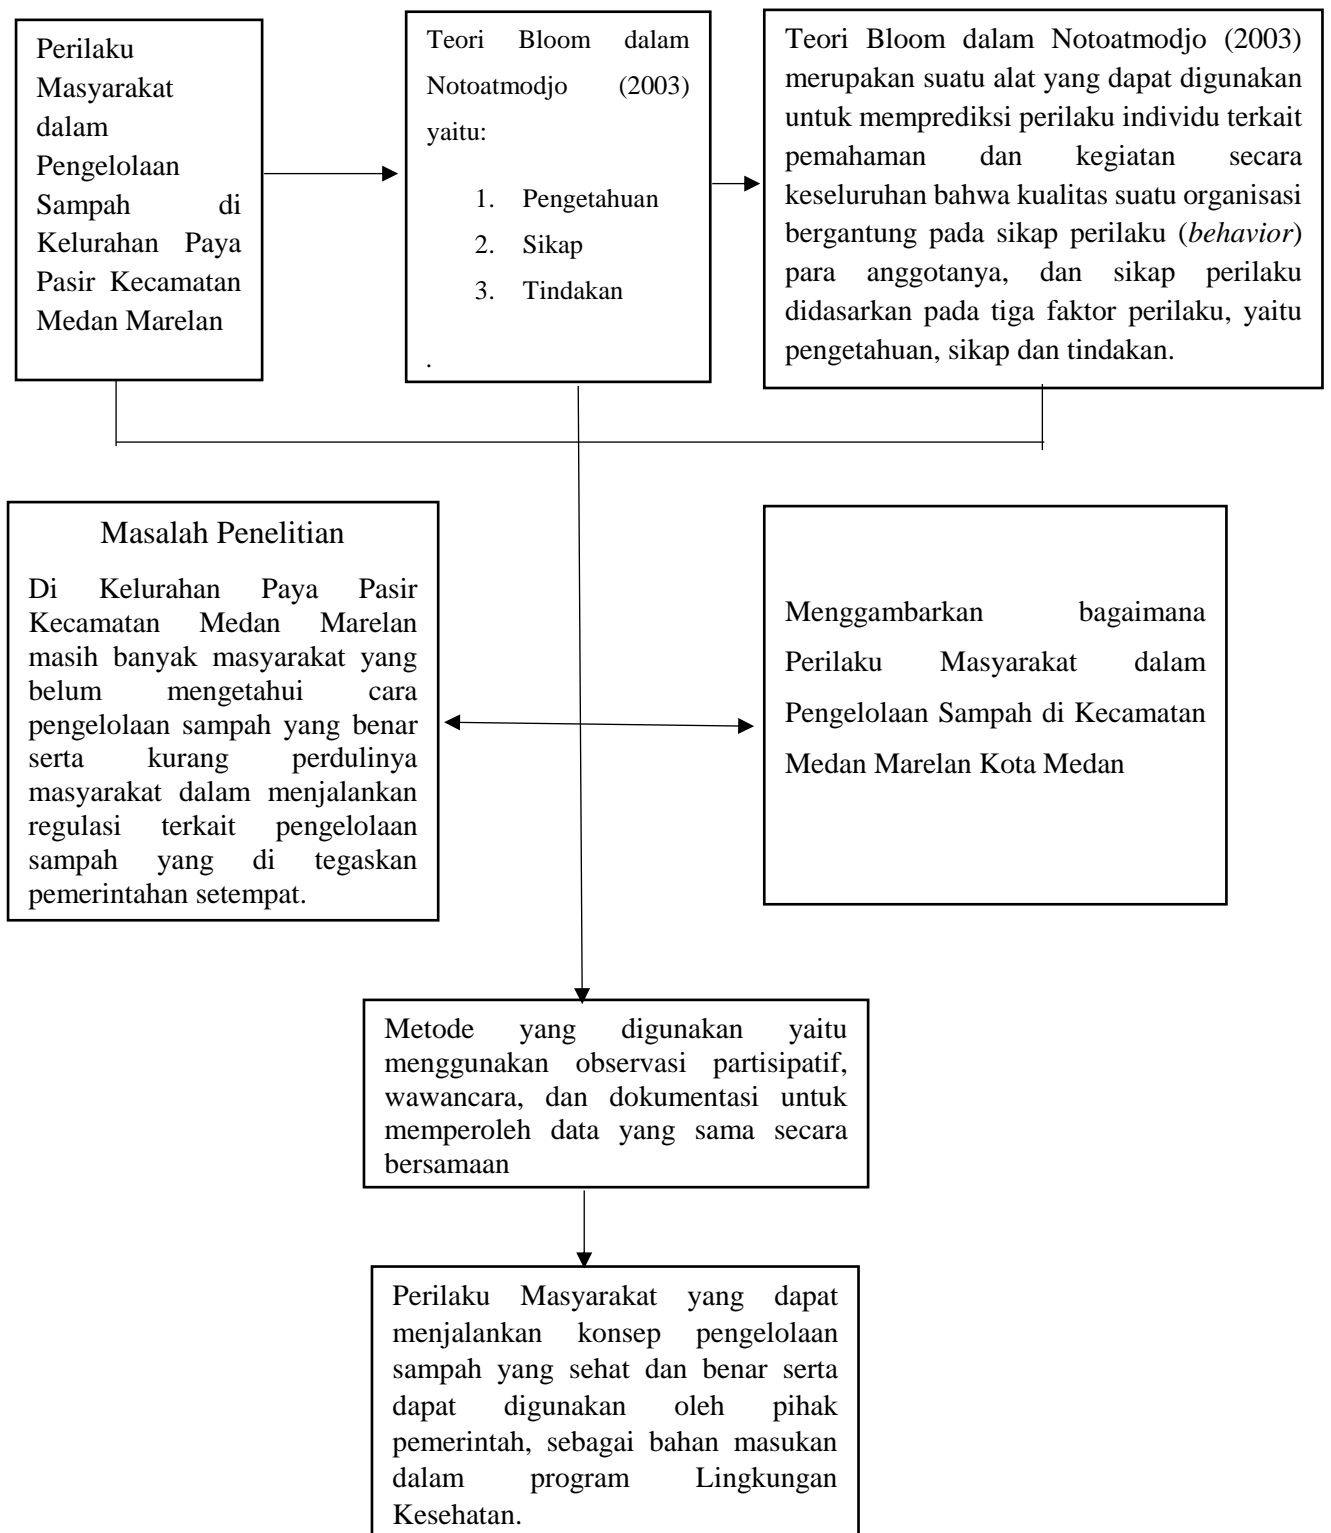 Perilaku
Masyarakat
dalam
Pengelolaan
Sampah di
Kelurahan Paya
Pasir Kecamatan
Medan Marelan
Teori Bloom dalam
Notoatmodjo (2003)
yaitu:
1. Pengetahuan
2. Sikap
3. Tindakan
.
Teori Bloom dalam Notoatmodjo (2003)
merupakan suatu alat yang dapat digunakan
untuk memprediksi perilaku individu terkait
pemahaman dan kegiatan secara
keseluruhan bahwa kualitas suatu organisasi
bergantung pada sikap perilaku (behavior)
para anggotanya, dan sikap perilaku
didasarkan pada tiga faktor perilaku, yaitu
pengetahuan, sikap dan tindakan.
Masalah Penelitian
Di Kelurahan Paya Pasir
Kecamatan Medan Marelan
masih banyak masyarakat yang
belum mengetahui cara
pengelolaan sampah yang benar
serta kurang perdulinya
masyarakat dalam menjalankan
regulasi terkait pengelolaan
sampah yang di tegaskan
pemerintahan setempat.
Menggambarkan bagaimana
Perilaku Masyarakat dalam
Pengelolaan Sampah di Kecamatan
Medan Marelan Kota Medan
Metode yang digunakan yaitu
menggunakan observasi partisipatif,
wawancara, dan dokumentasi untuk
memperoleh data yang sama secara
bersamaan
Perilaku Masyarakat yang dapat
menjalankan konsep pengelolaan
sampah yang sehat dan benar serta
dapat digunakan oleh pihak
pemerintah, sebagai bahan masukan
dalam program Lingkungan
Kesehatan.